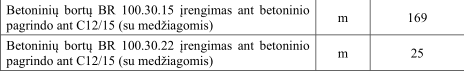 Betoninių bortų BR 100.30.15 įrengimas ant betoninio
pagrindo ant C12/15 (su medžiagomis)
m
169
Betoninių bortų BR 100.30.22 įrengimas ant betoninio
pagrindo ant C12/15 (su medžiagomis)
m
25